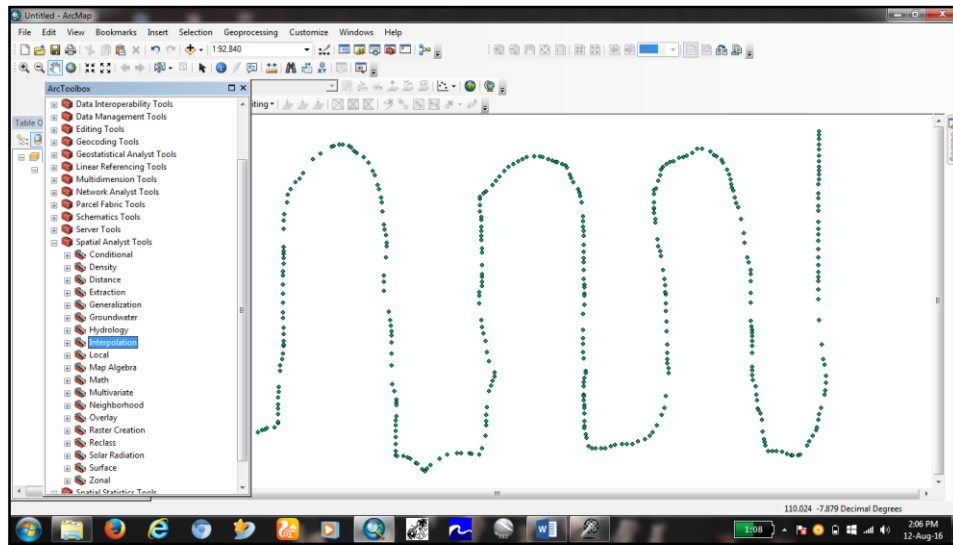 Untitled - ArcMap
File Edit View Bookmarks Insert Selection Geoprocessing Customize Windows Help
1:92,840
ArcToolbox
Table O
Data Interoperability Tools
Data Management Tools
Editing Tools
Geocoding Tools
Geostatistical Analyst Tools
Linear Referencing Tools
Multidimension Tools
Network Analyst Tools
Parcel Fabric Tools
Schematics Tools
Server Tools
Spatial Analyst Tools
Conditional
Density
Distance
Extraction
Generalization
Groundwater
Hydrology
Interpolation
Local
Map Algebra
Math
Multivariate
Neighborhood
Overlay
Raster Creation
Reclass
Solar Radiation
Surface
Zonal
Spatial Statistics Tools
110.024 -7.879 Decimal Degrees
1:08
2:06 PM
12-Aug-16